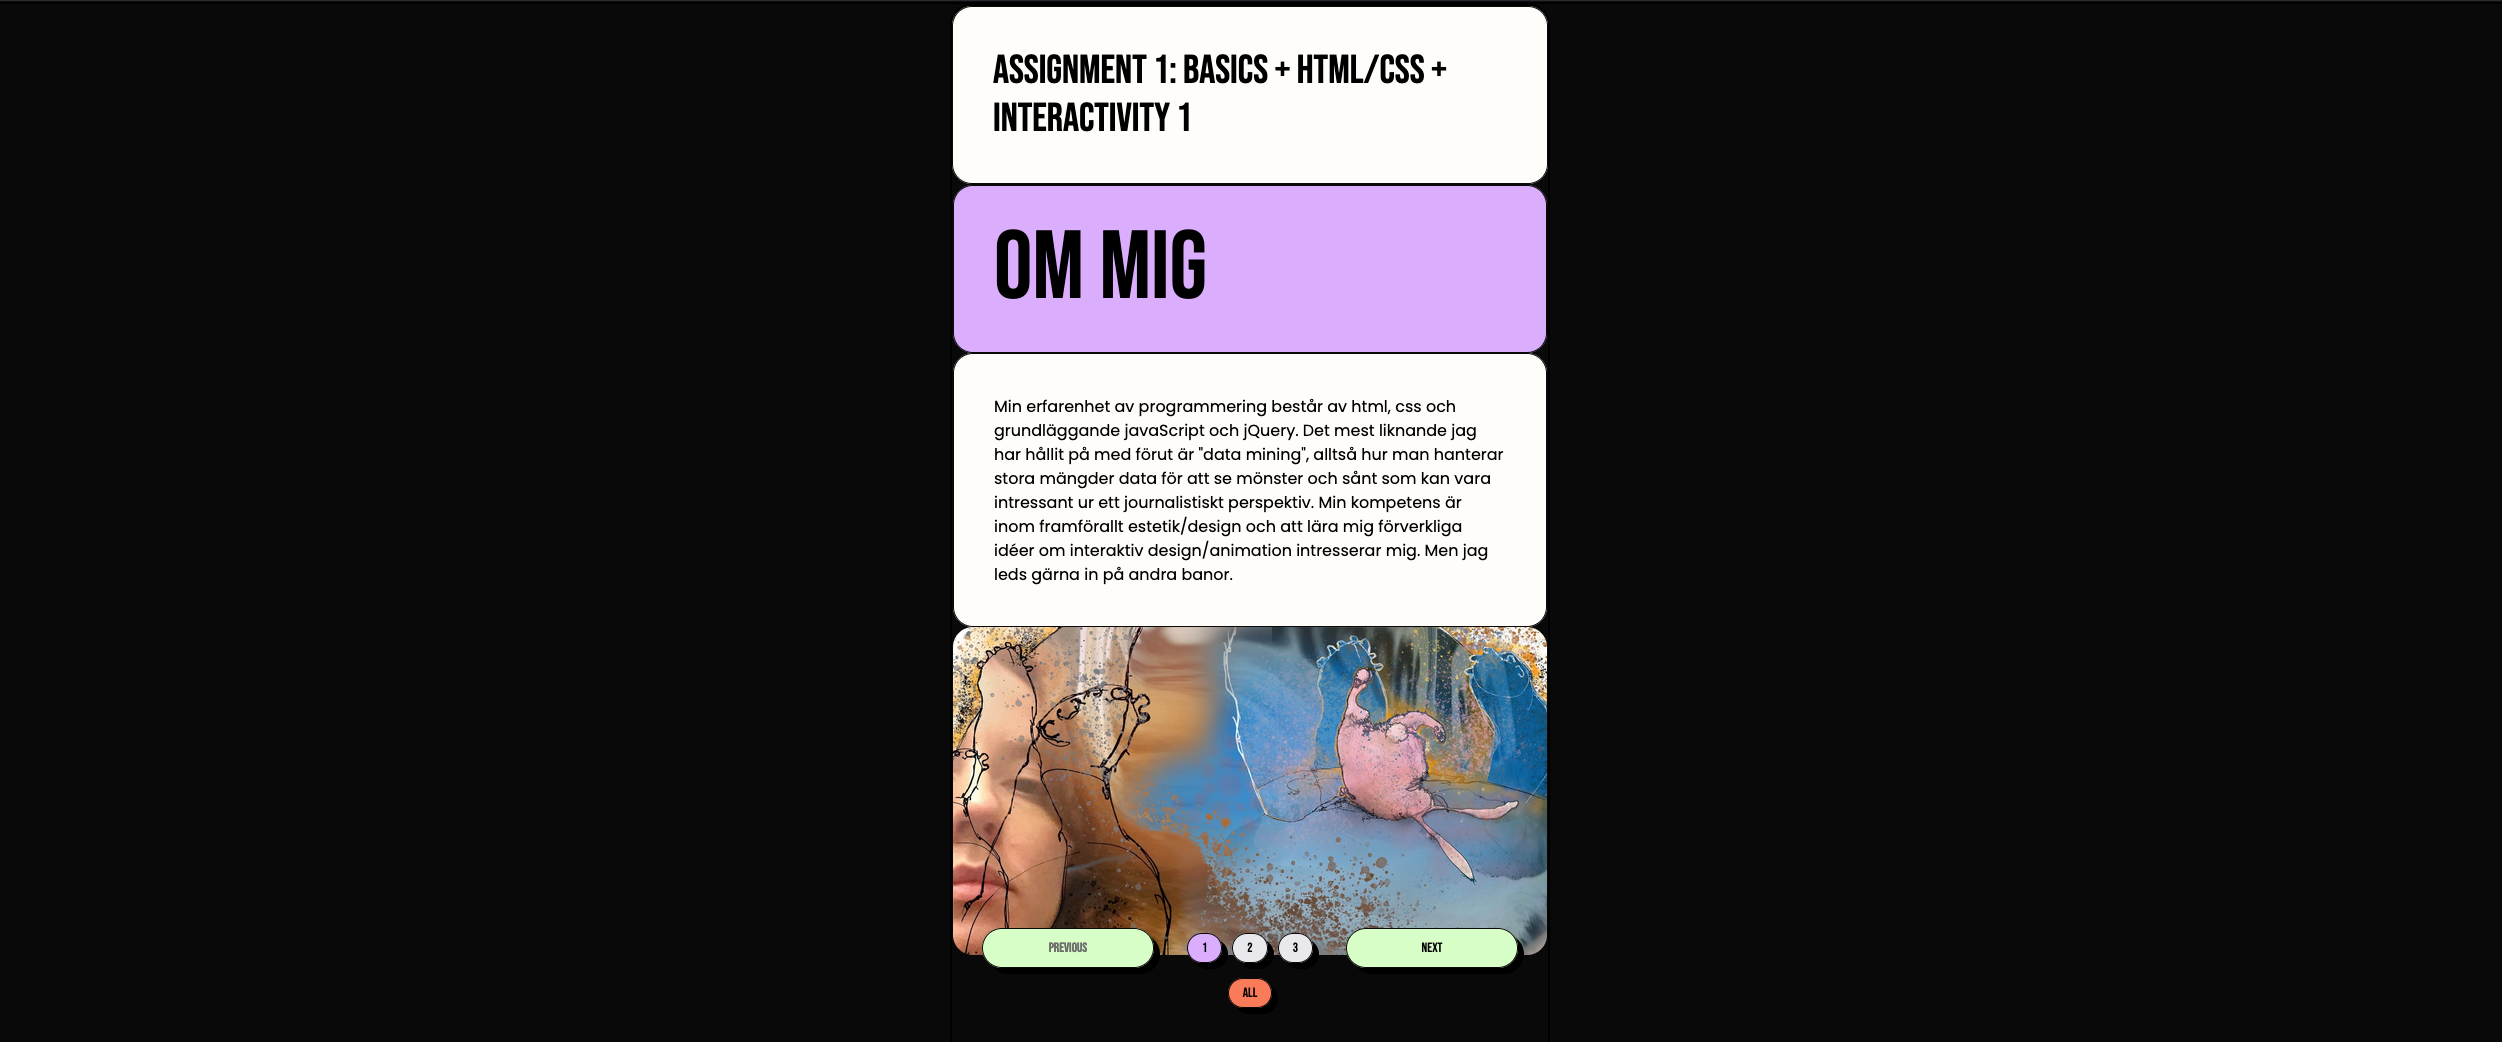 ASSIGNMENT 1: BASICS + HTML/CSS +
INTERACTIVITY 1
OM MIG
Min erfarenhet av programmering består av html, css och
grundläggande javaScript och jQuery. Det mest liknande jag
har hållit på med förut är "data mining", alltså hur man hanterar
stora mängder data för att se mönster och sånt som kan vara
intressant ur ett journalistiskt perspektiv. Min kompetens är
inom framförallt estetik/design och att lära mig förverkliga
idéer om interaktiv design/animation intresserar mig. Men jag
leds gärna in på andra banor.
PREVIOUS 1 2 3 NEXT
ALL